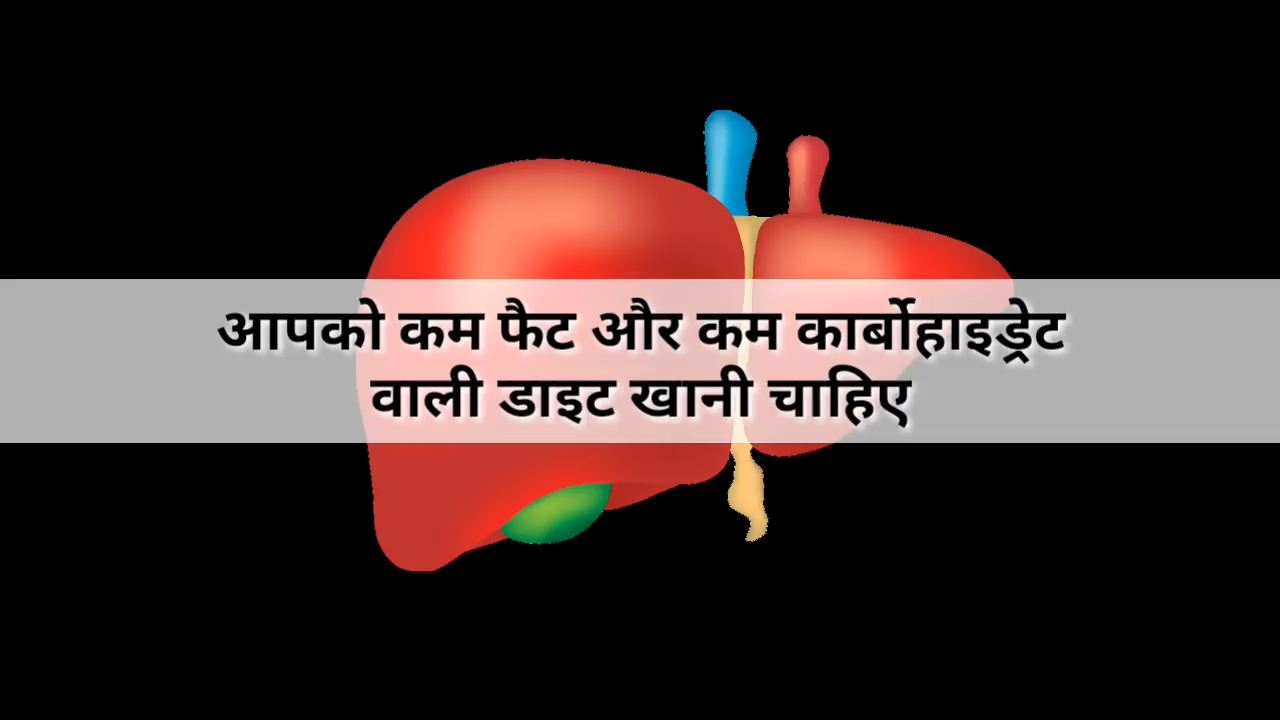 आपको कम फैट और कम कार्बोहाइड्रेट
वाली डाइट खानी चाहिए